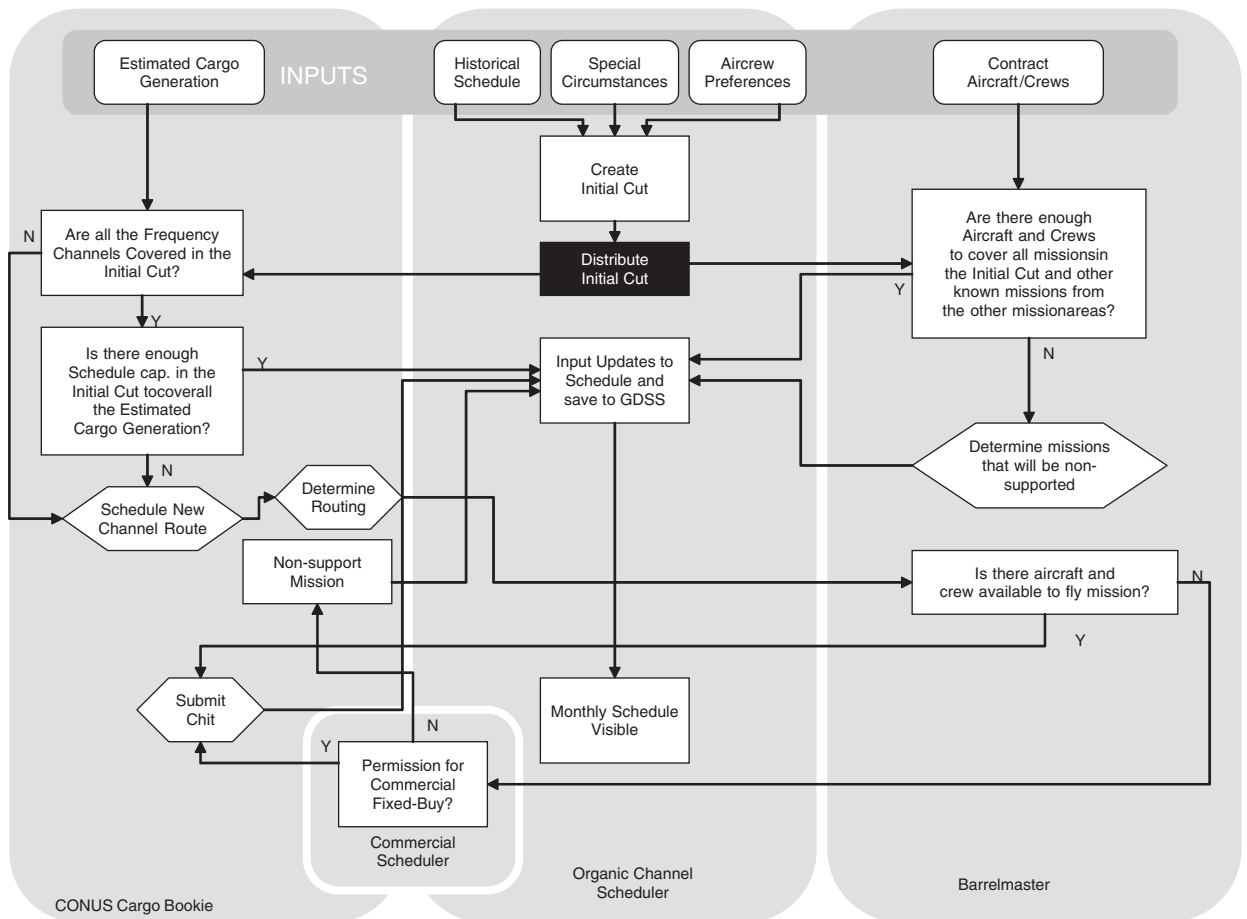 Estimated Cargo
Generation
INPUTS
Historical
Schedule
Special
Circumstances
Aircrew
Preferences
Contract
Aircraft/Crews
Create
Initial Cut
N
Are all the Frequency
Channels Covered in the
Initial Cut?
Distribute
Initial Cut
Are there enough
Aircraft and Crews
to cover all missionsin
the Initial Cut and other
known missions from
the other missionareas?
Y
Y
Is there enough
Schedule cap. in the
Initial Cut tocoverall
the Estimated
Cargo Generation?
Y
Input Updates to
Schedule and
save to GDSS
N
Determine missions
that will be non-
supported
N
Schedule New
Channel Route
Determine
Routing
Non-support
Mission
Is there aircraft and
crew available to fly mission?
N
Y
Submit
Chit
Monthly Schedule
Visible
N
Y
Permission for
Commercial
Fixed-Buy?
Commercial
Scheduler
Organic Channel
Scheduler
Barrelmaster
CONUS Cargo Bookie